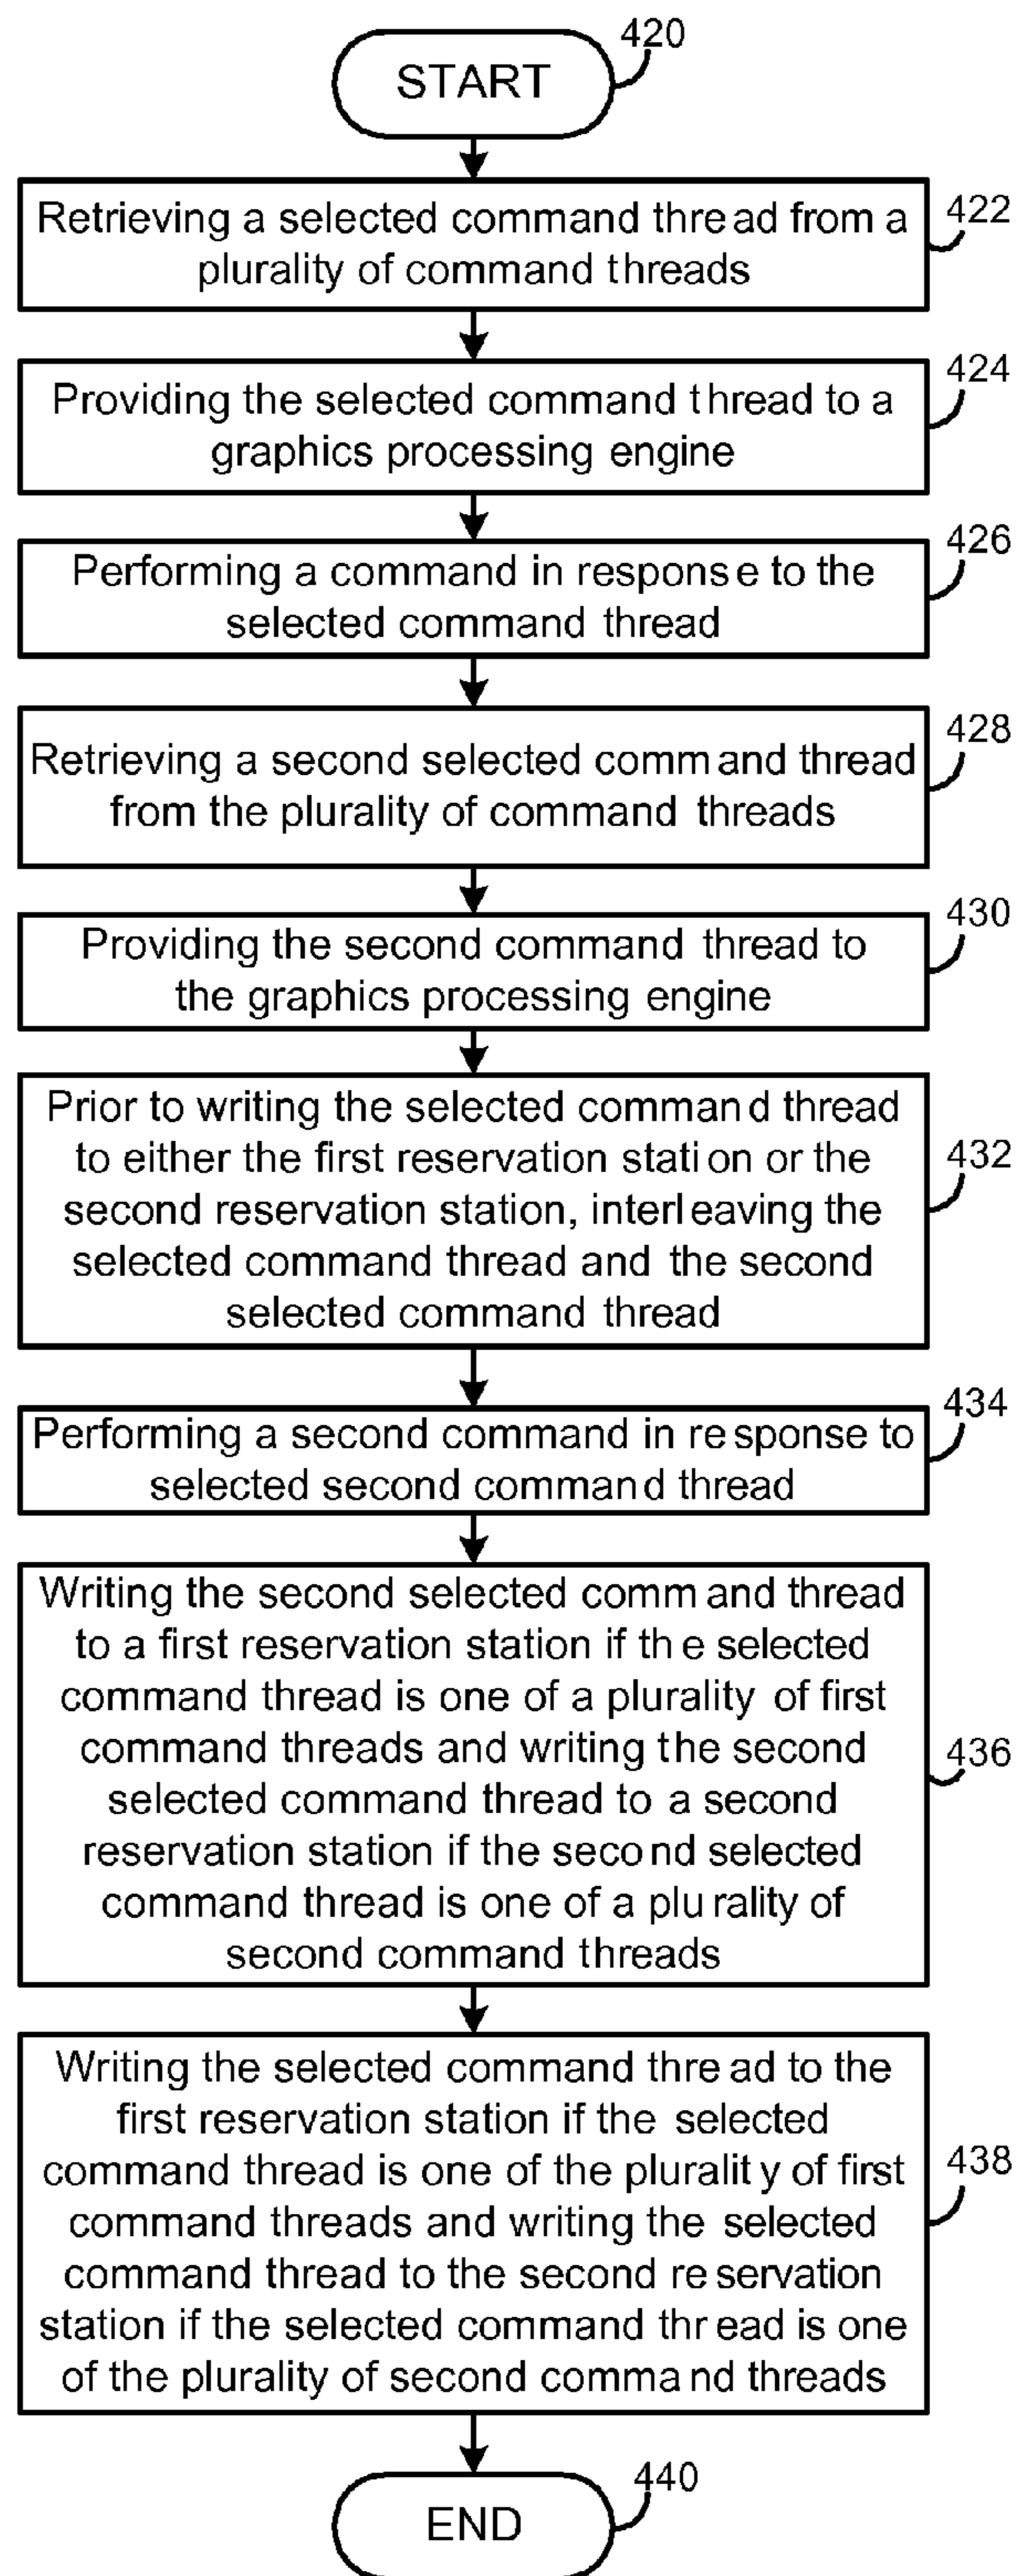 420
START
Retrieving a selected command thread from a
plurality of command threads
422
Providing the selected command thread to a
graphics processing engine
424
Performing a command in response to the
selected command thread
426
Retrieving a second selected command thread
from the plurality of command threads
428
Providing the second command thread to
the graphics processing engine
430
Prior to writing the selected command thread
to either the first reservation station or the
second reservation station, interleaving the
selected command thread and the second
selected command thread
432
Performing a second command in response to
selected second command thread
434
Writing the second selected command thread
to a first reservation station if the selected
command thread is one of a plurality of first
command threads and writing the second
selected command thread to a second
reservation station if the second selected
command thread is one of a plurality of
second command threads
436
Writing the selected command thread to the
first reservation station if the selected
command thread is one of the plurality of first
command threads and writing the selected
command thread to the second reservation
station if the selected command thread is one
of the plurality of second command threads
438
440
END